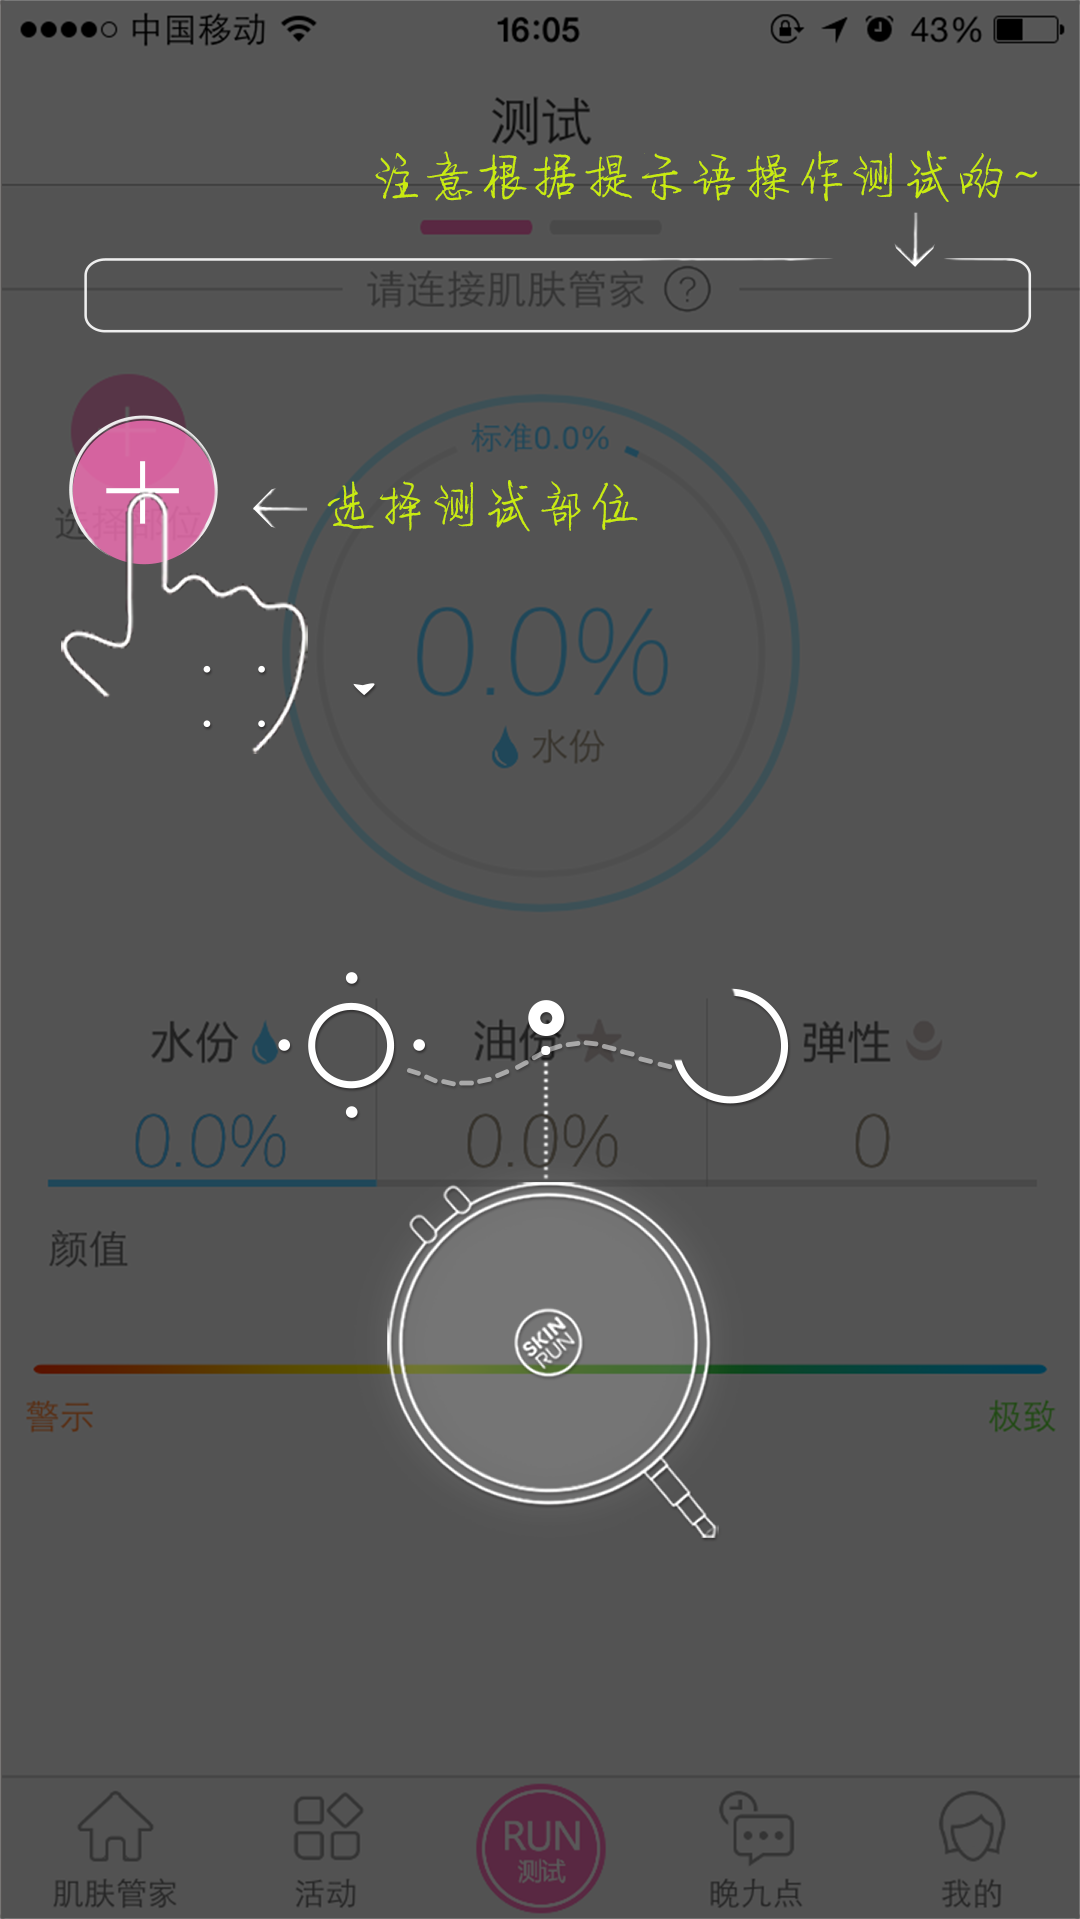 中国移动 16:05 43%
测试
注意根据提示语操作测试哟~
请连接肌肤管家 ?
标准0.0%
选择测试部位
选择部位
0.0%
水份
水份 油份 弹性
0.0% 0.0% 0
颜值
SKIN
RUN
警示 极致
RUN
测试
肌肤管家 活动 晚九点 我的